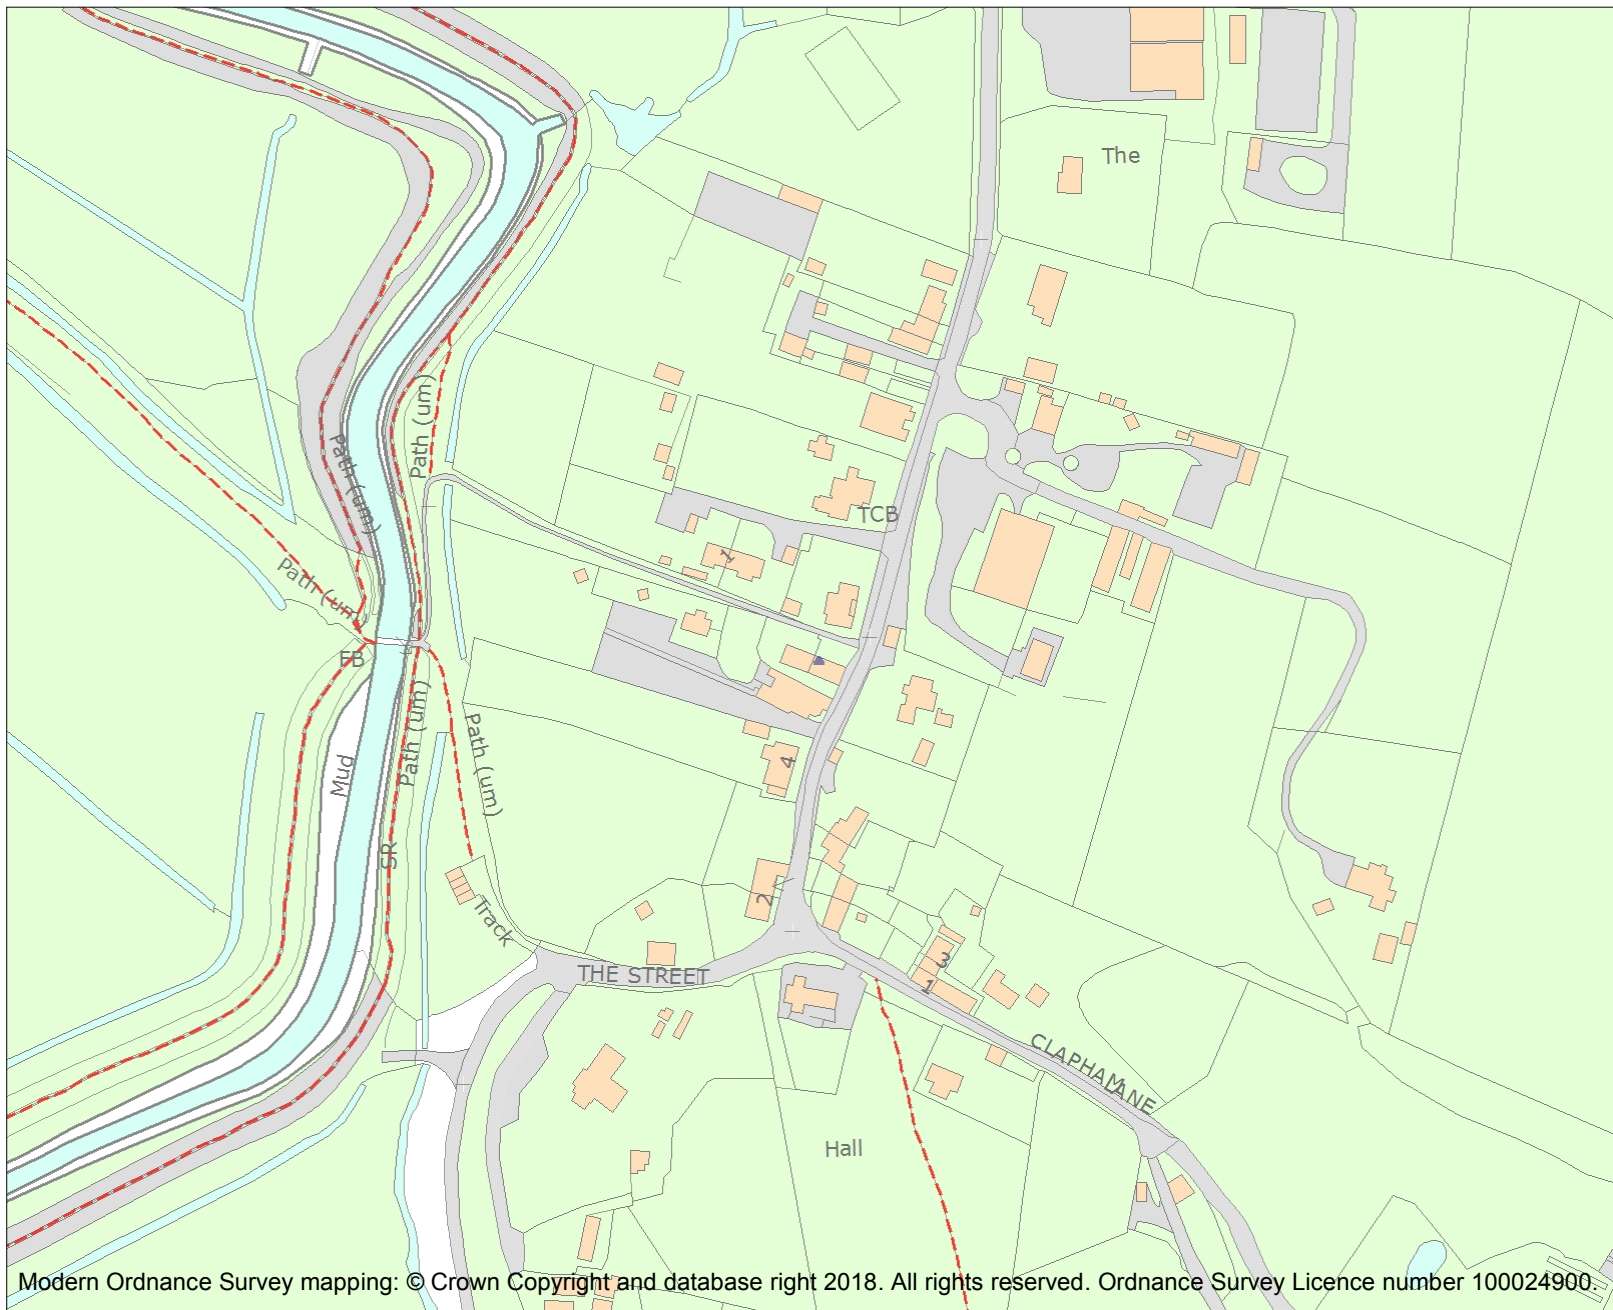 The
Path (um)
Path (um)
TCB
1
Path (um)
FB
Path (um)
Path (um)
Mud
4
SR
2
Track
THE STREET
3
1
CLAPHAM LANE
Hall
Modern Ordnance Survey mapping: © Crown Copyright and database right 2018. All rights reserved. Ordnance Survey Licence number 100024900.